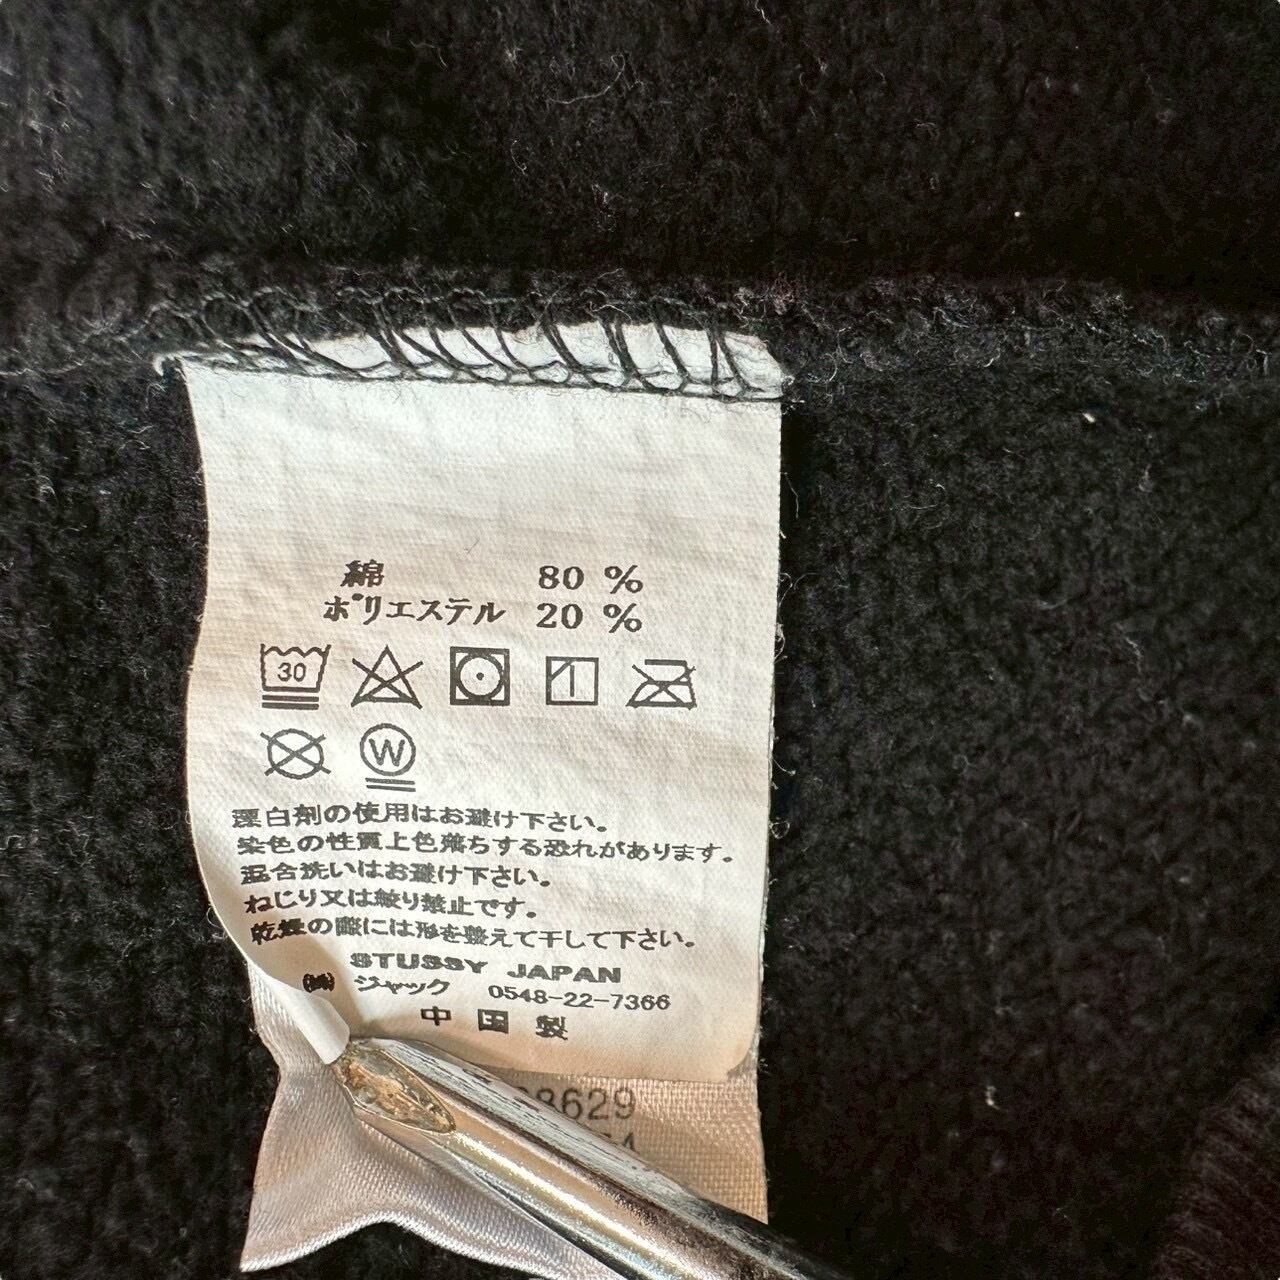 綿 80 %
ポリエステル 20 %
30
W
漂白剤の使用はお避け下さい。
染色の性質上色落ちする恐れがあります。
混合洗いはお避け下さい。
ねじり又は絞り禁止です。
乾燥の際には形を整えて干して下さい。
STUSSY JAPAN
㈱ ジャック 0548-22-7366
中国製
8629